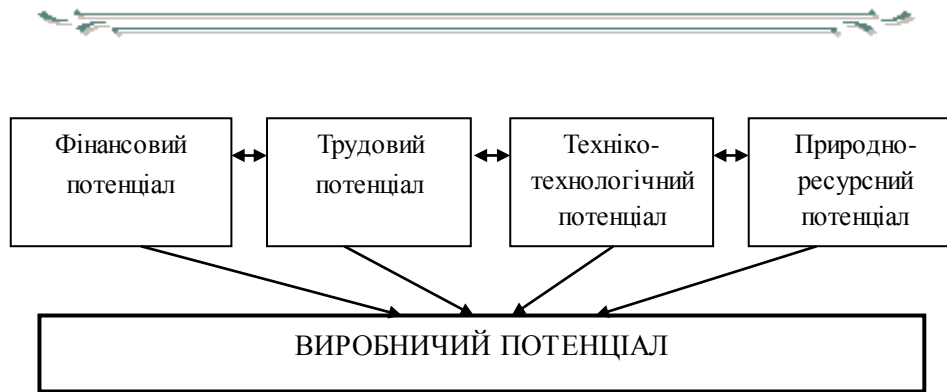 Фінансовий
потенціал
Трудовий
потенціал
Техніко-
технологічний
потенціал
Природно-
ресурсний
потенціал
ВИРОБНИЧИЙ ПОТЕНЦІАЛ